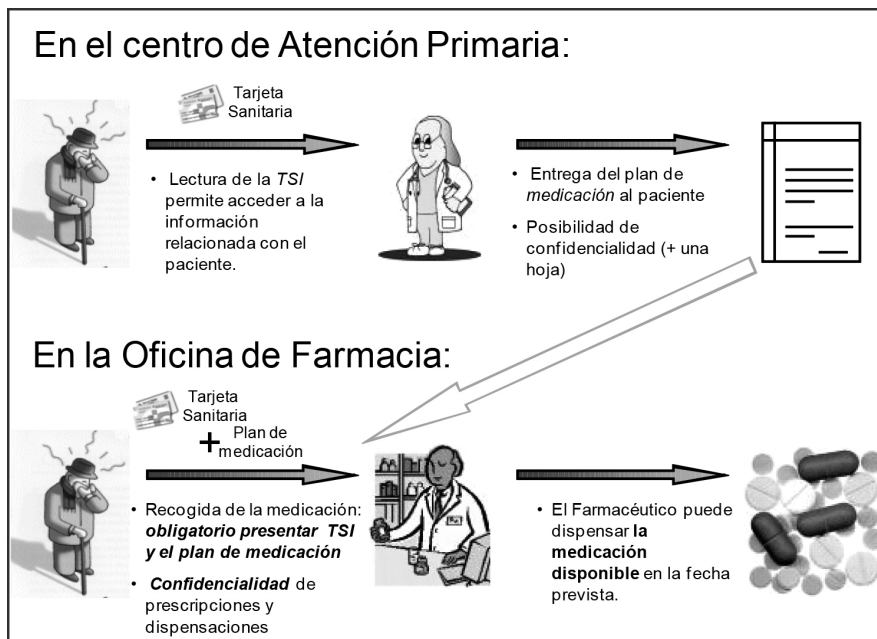 En el centro de Atención Primaria:
Tarjeta
Sanitaria
• Lectura de la TSI
permite acceder a la
información
relacionada con el
paciente.
• Entrega del plan de
medicación al paciente
• Posibilidad de
confidencialidad (+ una
hoja)
En la Oficina de Farmacia:
Tarjeta
Sanitaria
+ Plan de
medicación
• Recogida de la medicación:
obligatorio presentar TSI
y el plan de medicación
• Confidencialidad de
prescripciones y
dispensaciones
• El Farmacéutico puede
dispensar la
medicación
disponible en la fecha
prevista.